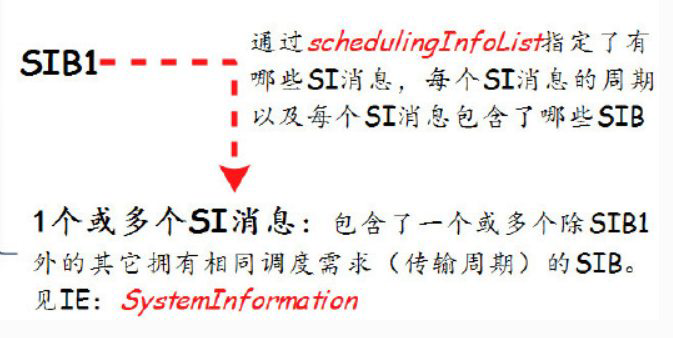 SIB1
通过schedulingInfoList指定了有
哪些SI消息，每个SI消息的周期
以及每个SI消息包含了哪些SIB
1个或多个SI消息：包含了一个或多个除SIB1
外的其它拥有相同调度需求（传输周期）的SIB。
见IE：SystemInformation